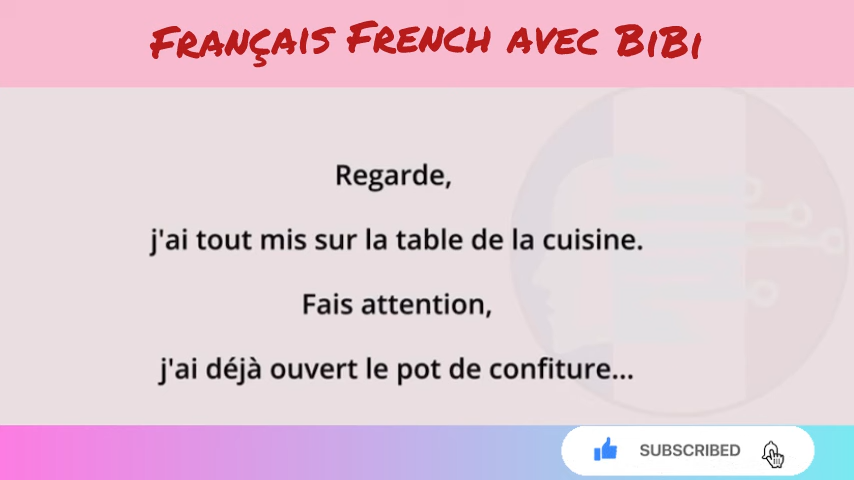 Français French avec BiBi
Regarde,
j'ai tout mis sur la table de la cuisine.
Fais attention,
j'ai déjà ouvert le pot de confiture...
SUBSCRIBED